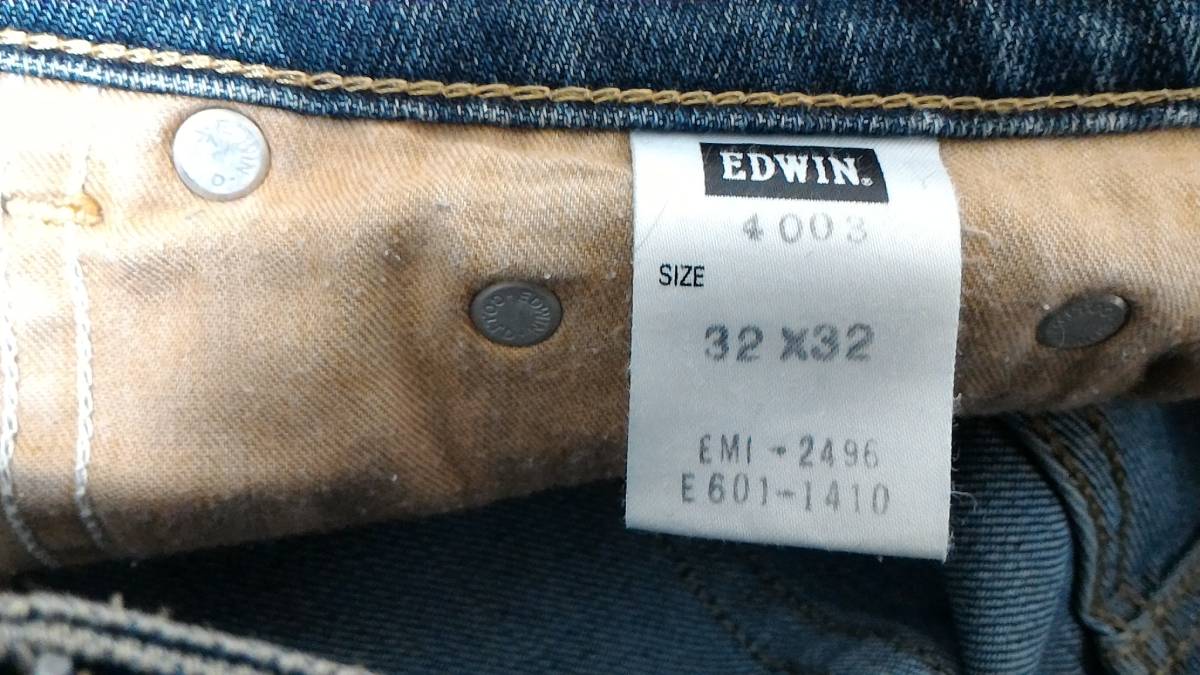 EDWIN®
4003
SIZE
32 X32
EMI-2496
E601-1410
EDWIN